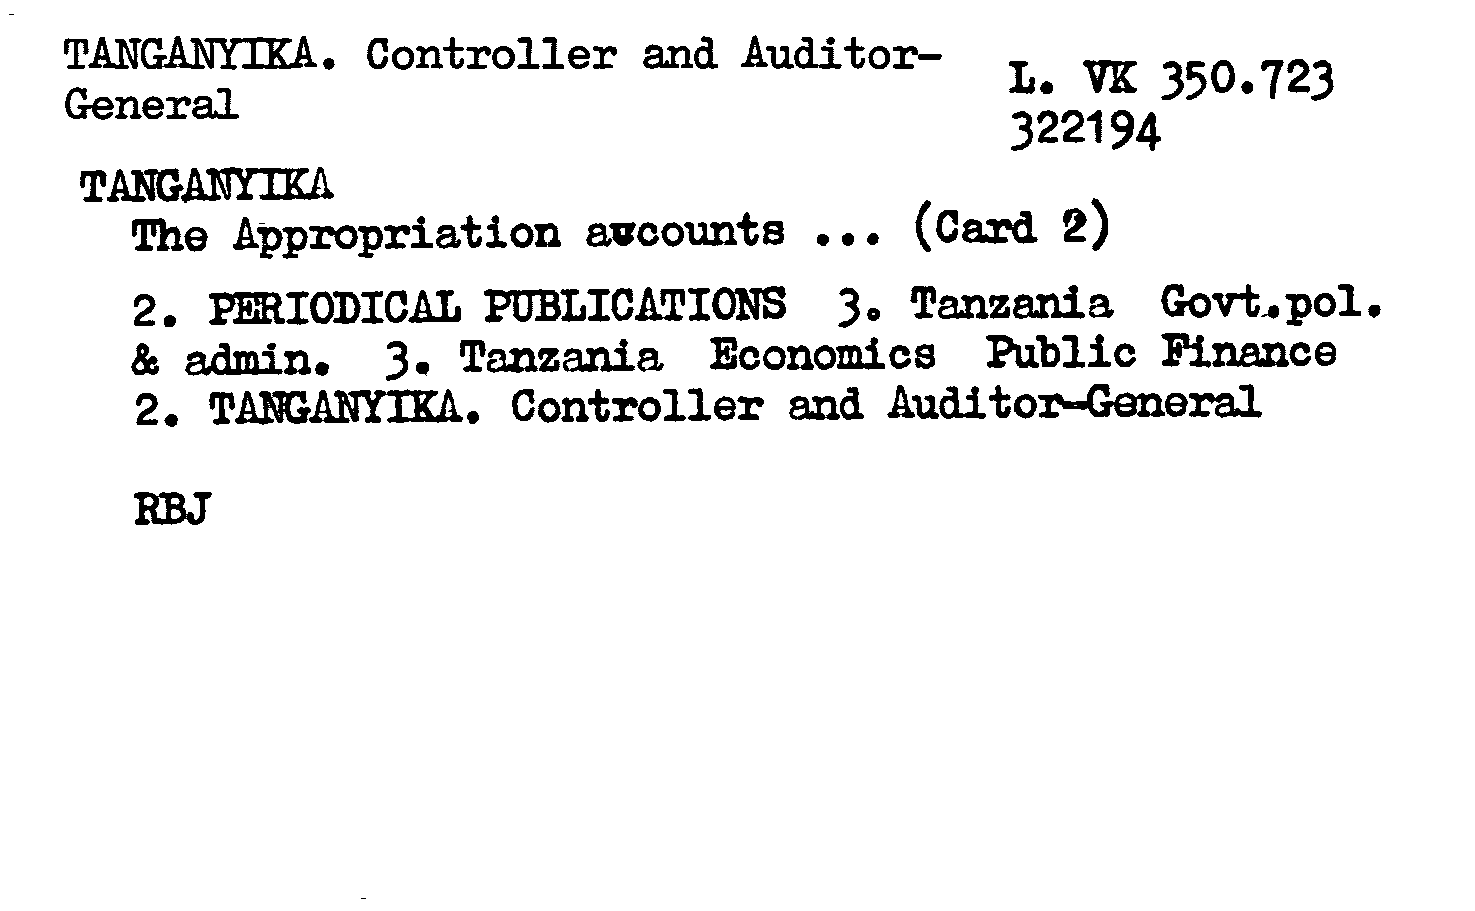 TANGANYIKA. Controller and Auditor-
General
L. VK 350.723
322194
TANGANYIKA
The Appropriation accounts ... (Card 2)
2. PERIODICAL PUBLICATIONS 3. Tanzania Govt.pol.
& admin. 3. Tanzania Economics Public Finance
2. TANGANYIKA. Controller and Auditor-General
RBJ